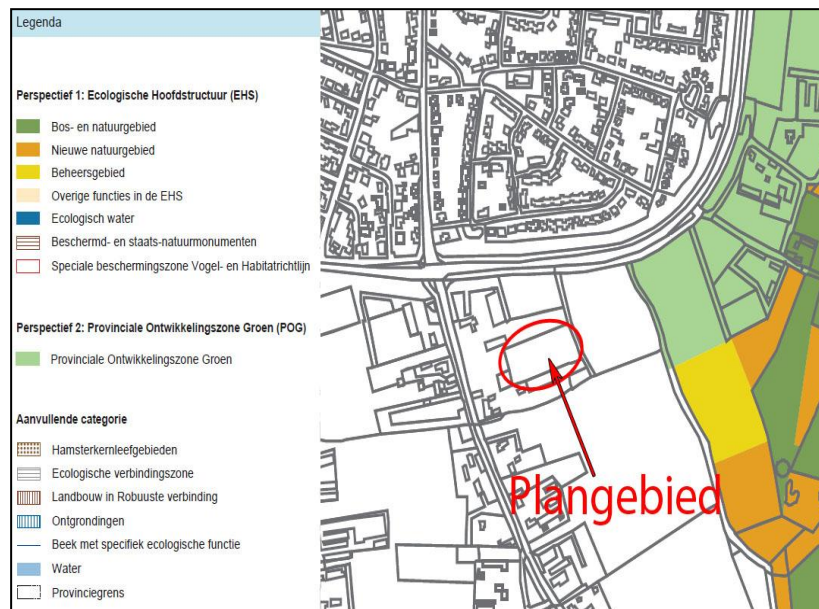 Legenda
Perspectief 1: Ecologische Hoofdstructuur (EHS)
Bos- en natuurgebied
Nieuwe natuurgebied
Beheersgebied
Overige functies in de EHS
Ecologisch water
Beschermd- en staats-natuurmonumenten
Speciale beschermingszone Vogel- en Habitatrichtlijn
Perspectief 2: Provinciale Ontwikkelingszone Groen (POG)
Provinciale Ontwikkelingszone Groen
Aanvullende categorie
Hamsterkernleefgebieden
Ecologische verbindingszone
Landbouw in Robuuste verbinding
Ontgrondingen
Beek met specifiek ecologische functie
Water
Provinciegrens
Plangebied